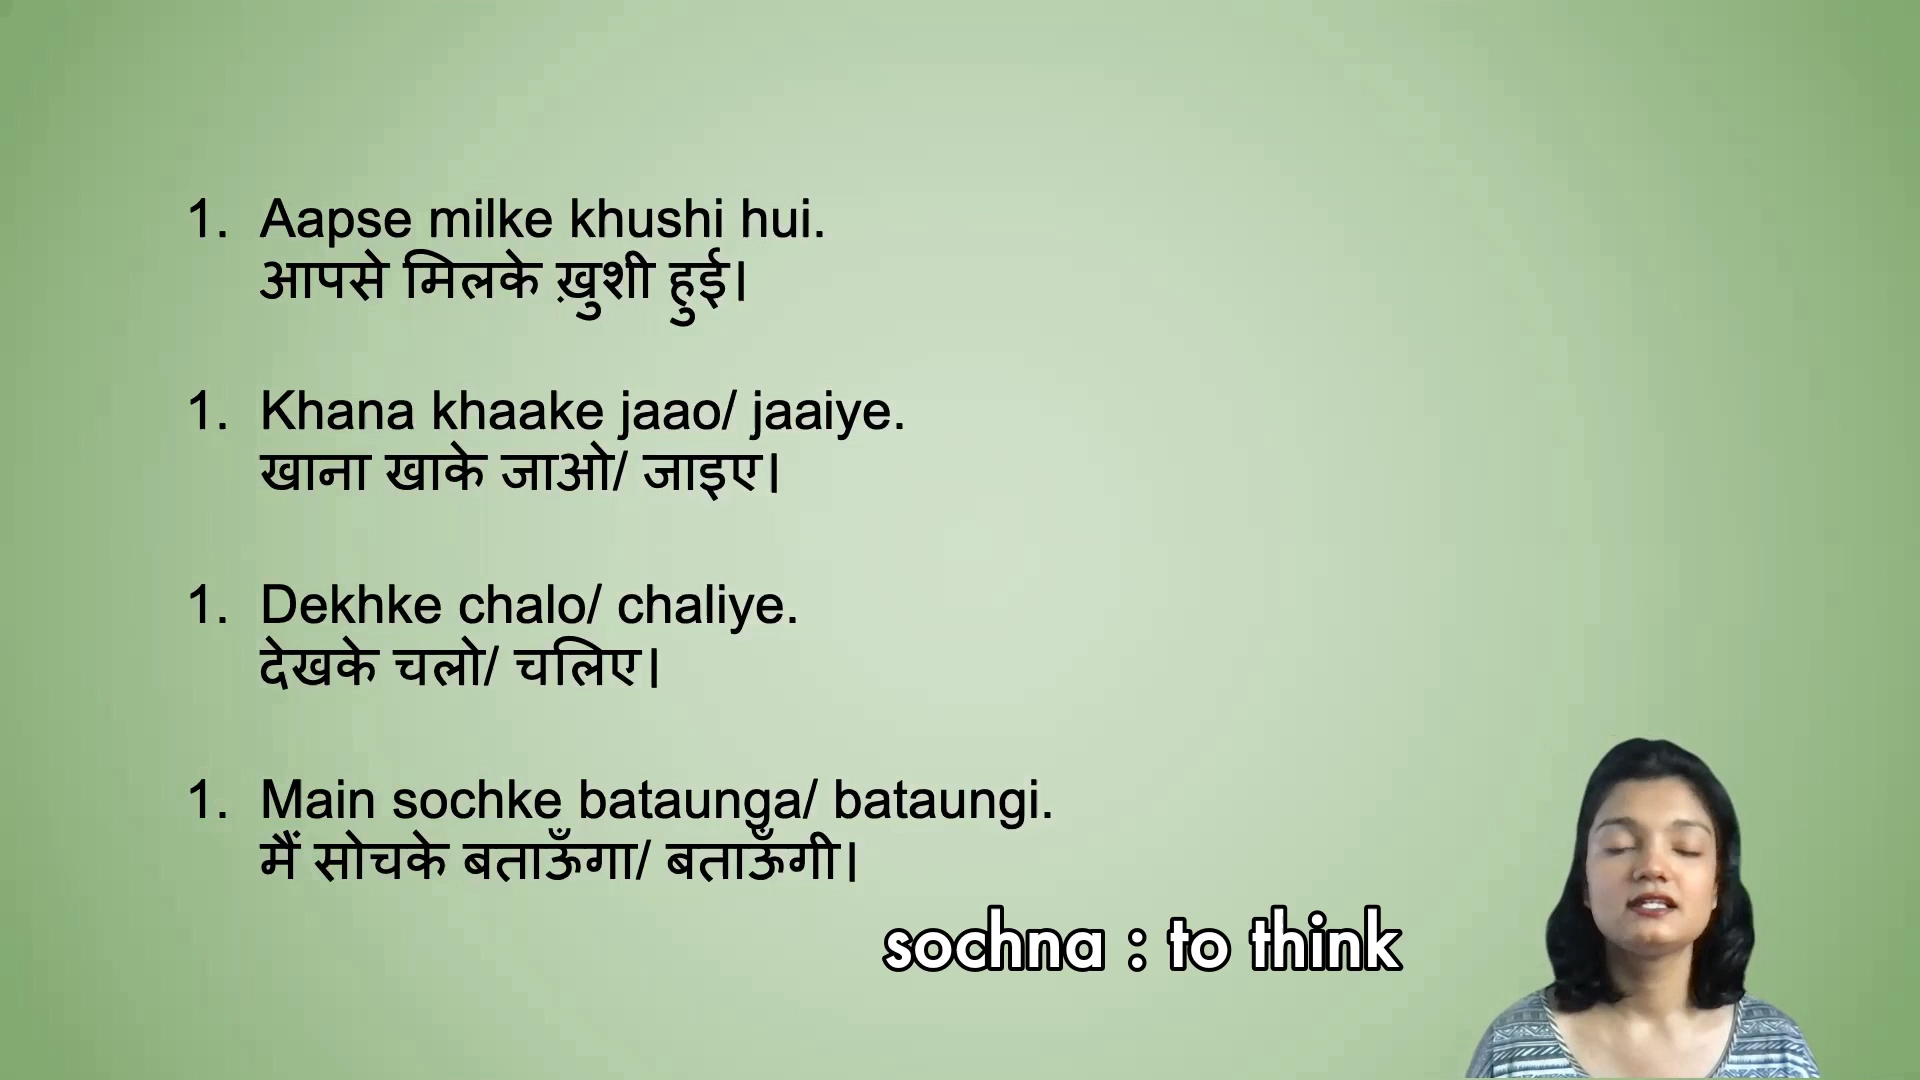 1. Aapse milke khushi hui.
आपसे मिलके ख़ुशी हुई।
1. Khana khaake jaao/ jaaiye.
खाना खाके जाओ/ जाइए।
1. Dekhke chalo/ chaliye.
देखके चलो/ चलिए।
1. Main sochke bataunga/ bataungi.
मैं सोचके बताऊँगा/ बताऊँगी।
sochna : to think